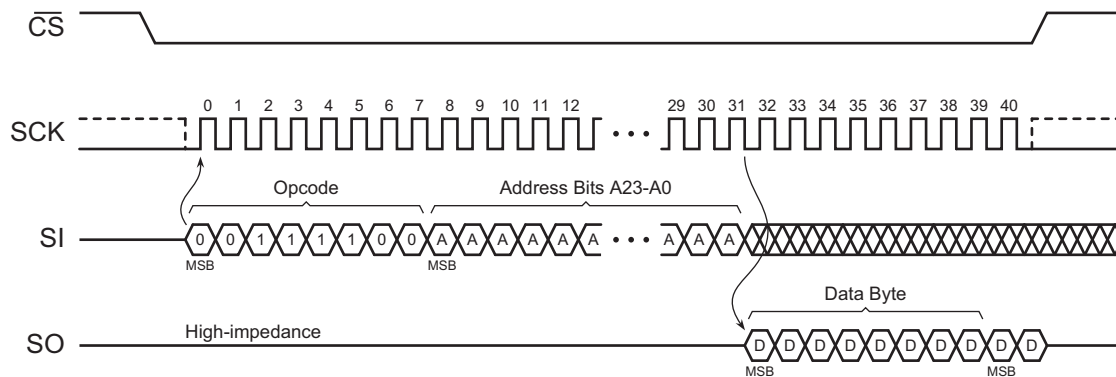 CS
0 1 2 3 4 5 6 7 8 9 10 11 12 29 30 31 32 33 34 35 36 37 38 39 40
SCK
Opcode Address Bits A23-A0
SI 0 0 1 1 1 1 0 0 A A A A A A A A A
MSB MSB
Data Byte
High-impedance
SO D D D D D D D D D D
MSB MSB